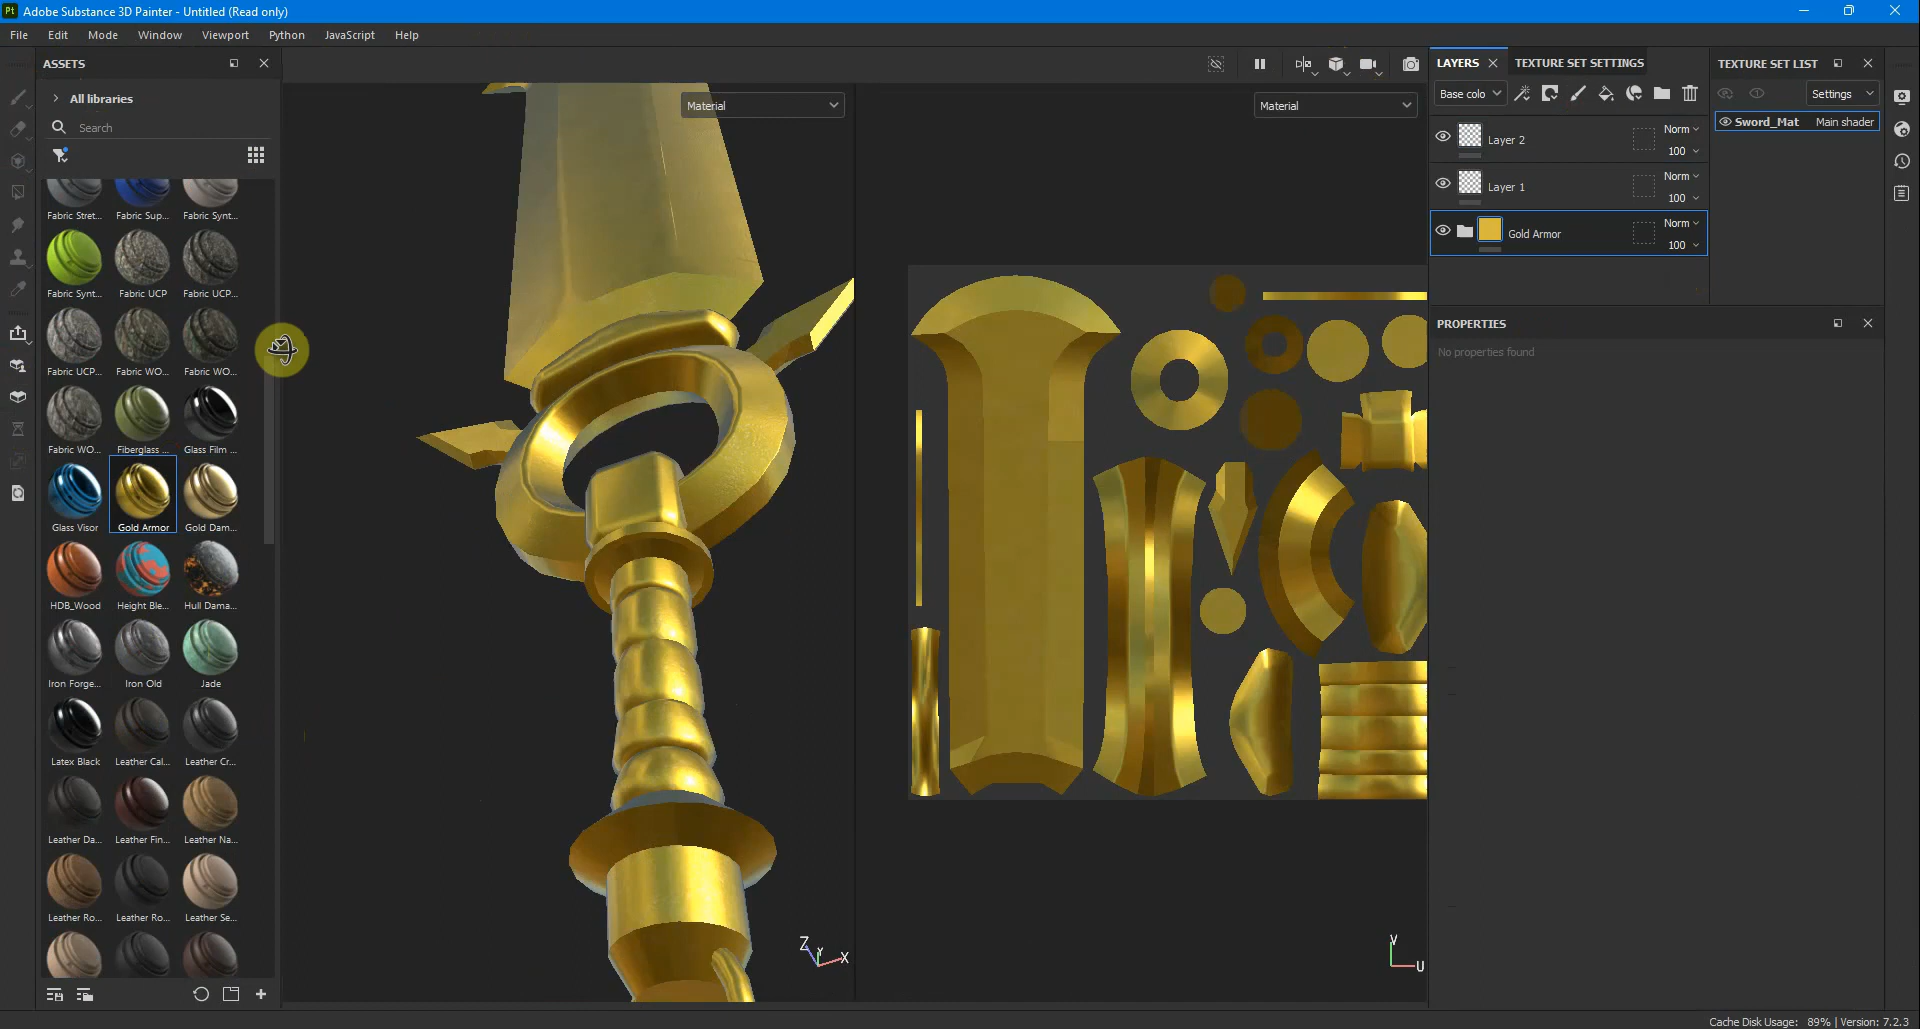 Pt Adobe Substance 3D Painter - Untitled (Read only)
File Edit Mode Window Viewport Python JavaScript Help
ASSETS
All libraries
Search
Fabric Stret... Fabric Sup... Fabric Synt...
Fabric Synt... Fabric UCP Fabric UCP...
Fabric UCP... Fabric WO... Fabric WO...
Fabric WO... Fiberglass ... Glass Film ...
Glass Visor Gold Armor Gold Dam...
HDB_Wood Height Ble... Hull Dama...
Iron Forge... Iron Old Jade
Latex Black Leather Cal... Leather Cr...
Leather Da... Leather Fin... Leather Na...
Leather Ro... Leather Ro... Leather Se...
Material
Z Y X
Material
V
U
LAYERS TEXTURE SET SETTINGS
Base colo
Layer 2 Norm
100
Layer 1 Norm
100
Gold Armor Norm
100
TEXTURE SET LIST
Settings
Sword_Mat Main shader
PROPERTIES
No properties found
Cache Disk Usage: 89% | Version: 7.2.3